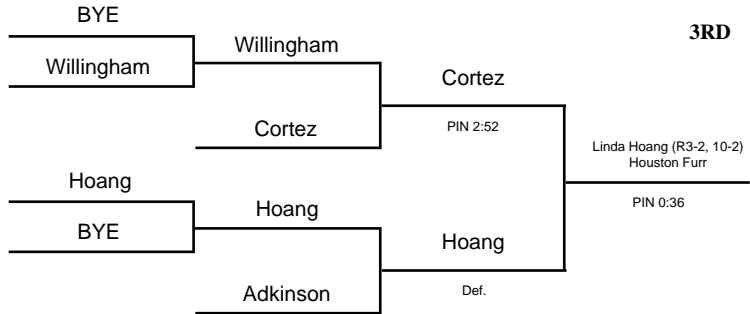 BYE
3RD
Willingham
Willingham
Cortez
Cortez
PIN 2:52
Linda Hoang (R3-2, 10-2)
Houston Furr
Hoang
PIN 0:36
Hoang
BYE
Hoang
Adkinson
Def.